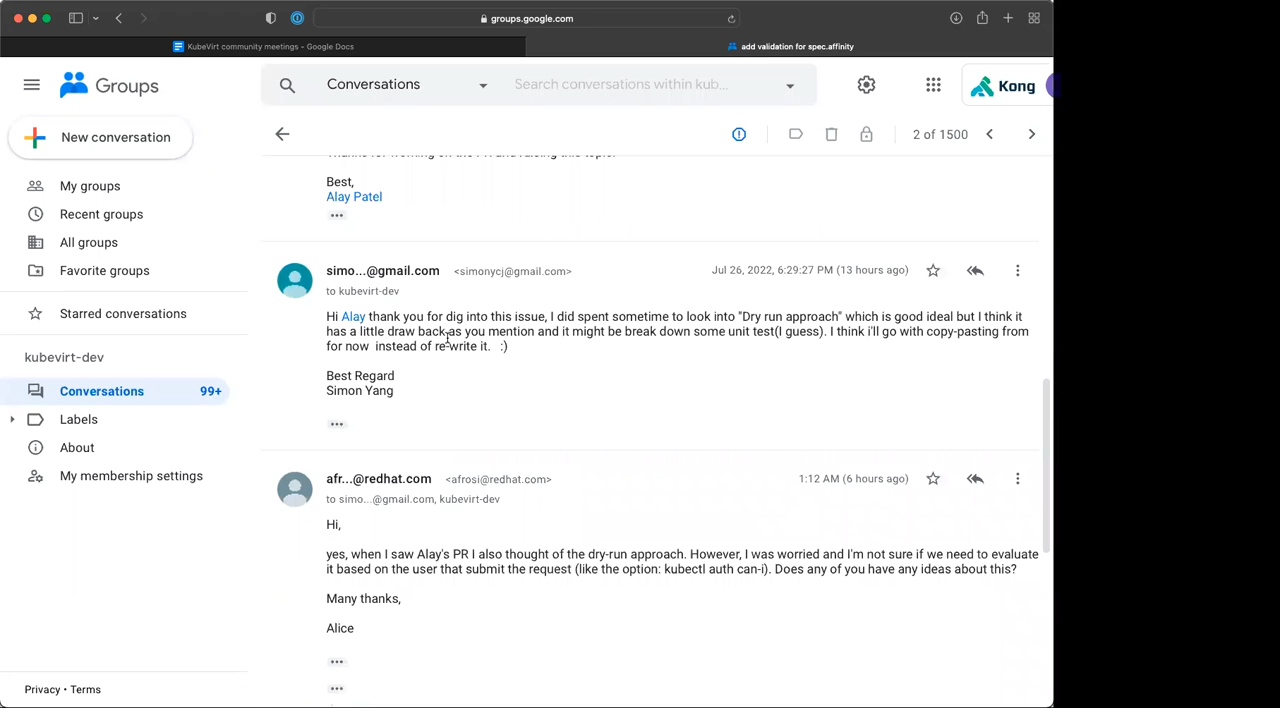 groups.google.com
KubeVirt community meetings – Google Docs
add validation for spec.affinity
Groups
Conversations
Search conversations within kub...
Kong
New conversation
2 of 1500
My groups
Recent groups
All groups
Favorite groups
Starred conversations
kubevirt-dev
Conversations 99+
Labels
About
My membership settings
Privacy • Terms
Thanks for working on the PR and raising this topic.
Best,
Alay Patel
simo...@gmail.com <simonycj@gmail.com>
Jul 26, 2022, 6:29:27 PM (13 hours ago)
to kubevirt-dev
Hi Alay thank you for dig into this issue, I did spent sometime to look into "Dry run approach" which is good ideal but I think it
has a little draw back as you mention and it might be break down some unit test(I guess). I think i'll go with copy-pasting from
for now instead of re-write it. :)
Best Regard
Simon Yang
afr...@redhat.com <afrosi@redhat.com>
1:12 AM (6 hours ago)
to simo...@gmail.com, kubevirt-dev
Hi,
yes, when I saw Alay's PR I also thought of the dry-run approach. However, I was worried and I'm not sure if we need to evaluate
it based on the user that submit the request (like the option: kubectl auth can-i). Does any of you have any ideas about this?
Many thanks,
Alice